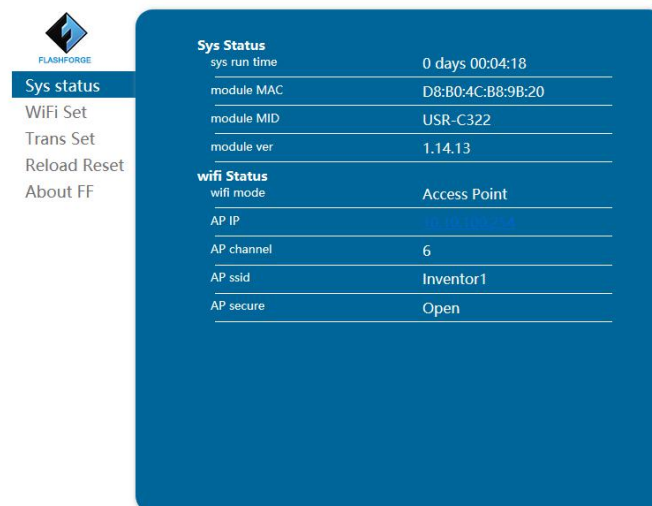 FLASHFORGE
Sys status
WiFi Set
Trans Set
Reload Reset
About FF
Sys Status
sys run time 0 days 00:04:18
module MAC D8:B0:4C:B8:9B:20
module MID USR-C322
module ver 1.14.13
wifi Status
wifi mode Access Point
AP IP
AP channel 6
AP ssid Inventor1
AP secure Open